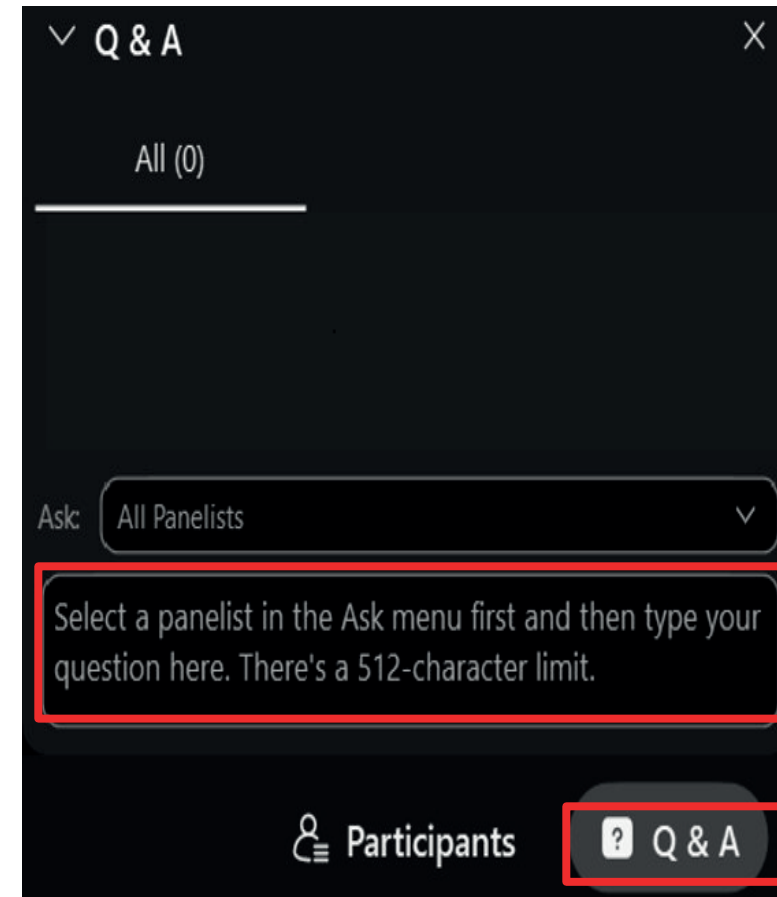 Q & A
All (0)
Ask:
All Panelists
Select a panelist in the Ask menu first and then type your
question here. There's a 512-character limit.
Participants
Q & A